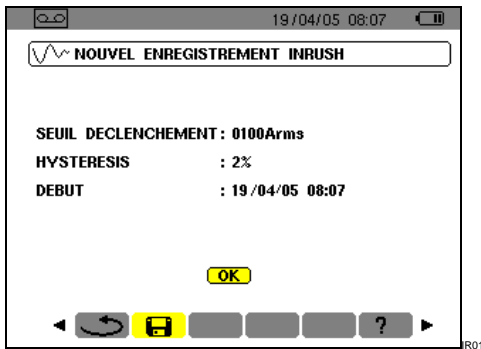 19/04/05 08:07
NOUVEL ENREGISTREMENT INRUSH
SEUIL DECLENCHEMENT : 0100Arms
HYSTERESIS : 2%
DEBUT : 19/04/05 08:07
OK
?